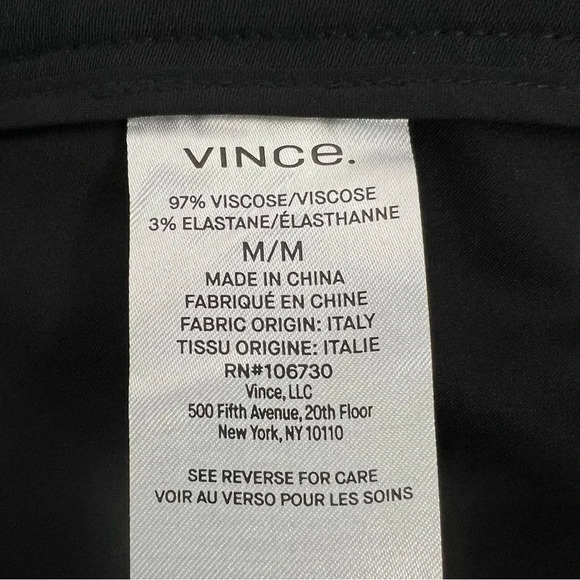 VINCe.
97% VISCOSE/VISCOSE
3% ELASTANE/ÉLASTHANNE
M/M
MADE IN CHINA
FABRIQUÉ EN CHINE
FABRIC ORIGIN: ITALY
TISSU ORIGINE: ITALIE
RN#106730
Vince, LLC
500 Fifth Avenue, 20th Floor
New York, NY 10110
SEE REVERSE FOR CARE
VOIR AU VERSO POUR LES SOINS